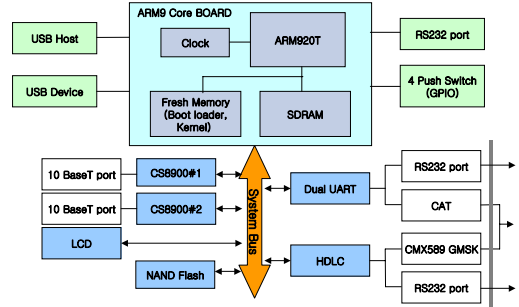 ARM9 Core BOARD
USB Host
Clock
ARM920T
RS232 port
USB Device
Fresh Memory
(Boot loader,
Kernel)
SDRAM
4 Push Switch
(GPIO)
10 BaseT port
CS8900#1
System Bus
Dual UART
RS232 port
10 BaseT port
CS8900#2
CAT
LCD
HDLC
CMX589 GMSK
NAND Flash
RS232 port